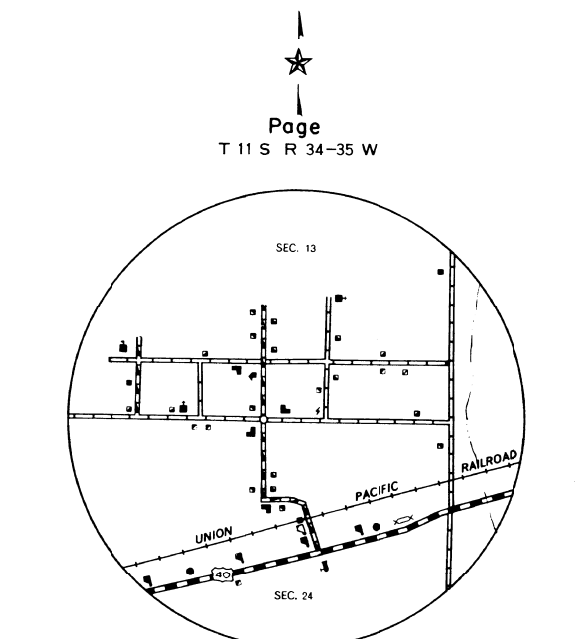 Page
T 11 S R 34-35 W
SEC. 13
RAILROAD
PACIFIC
UNION
40
SEC. 24